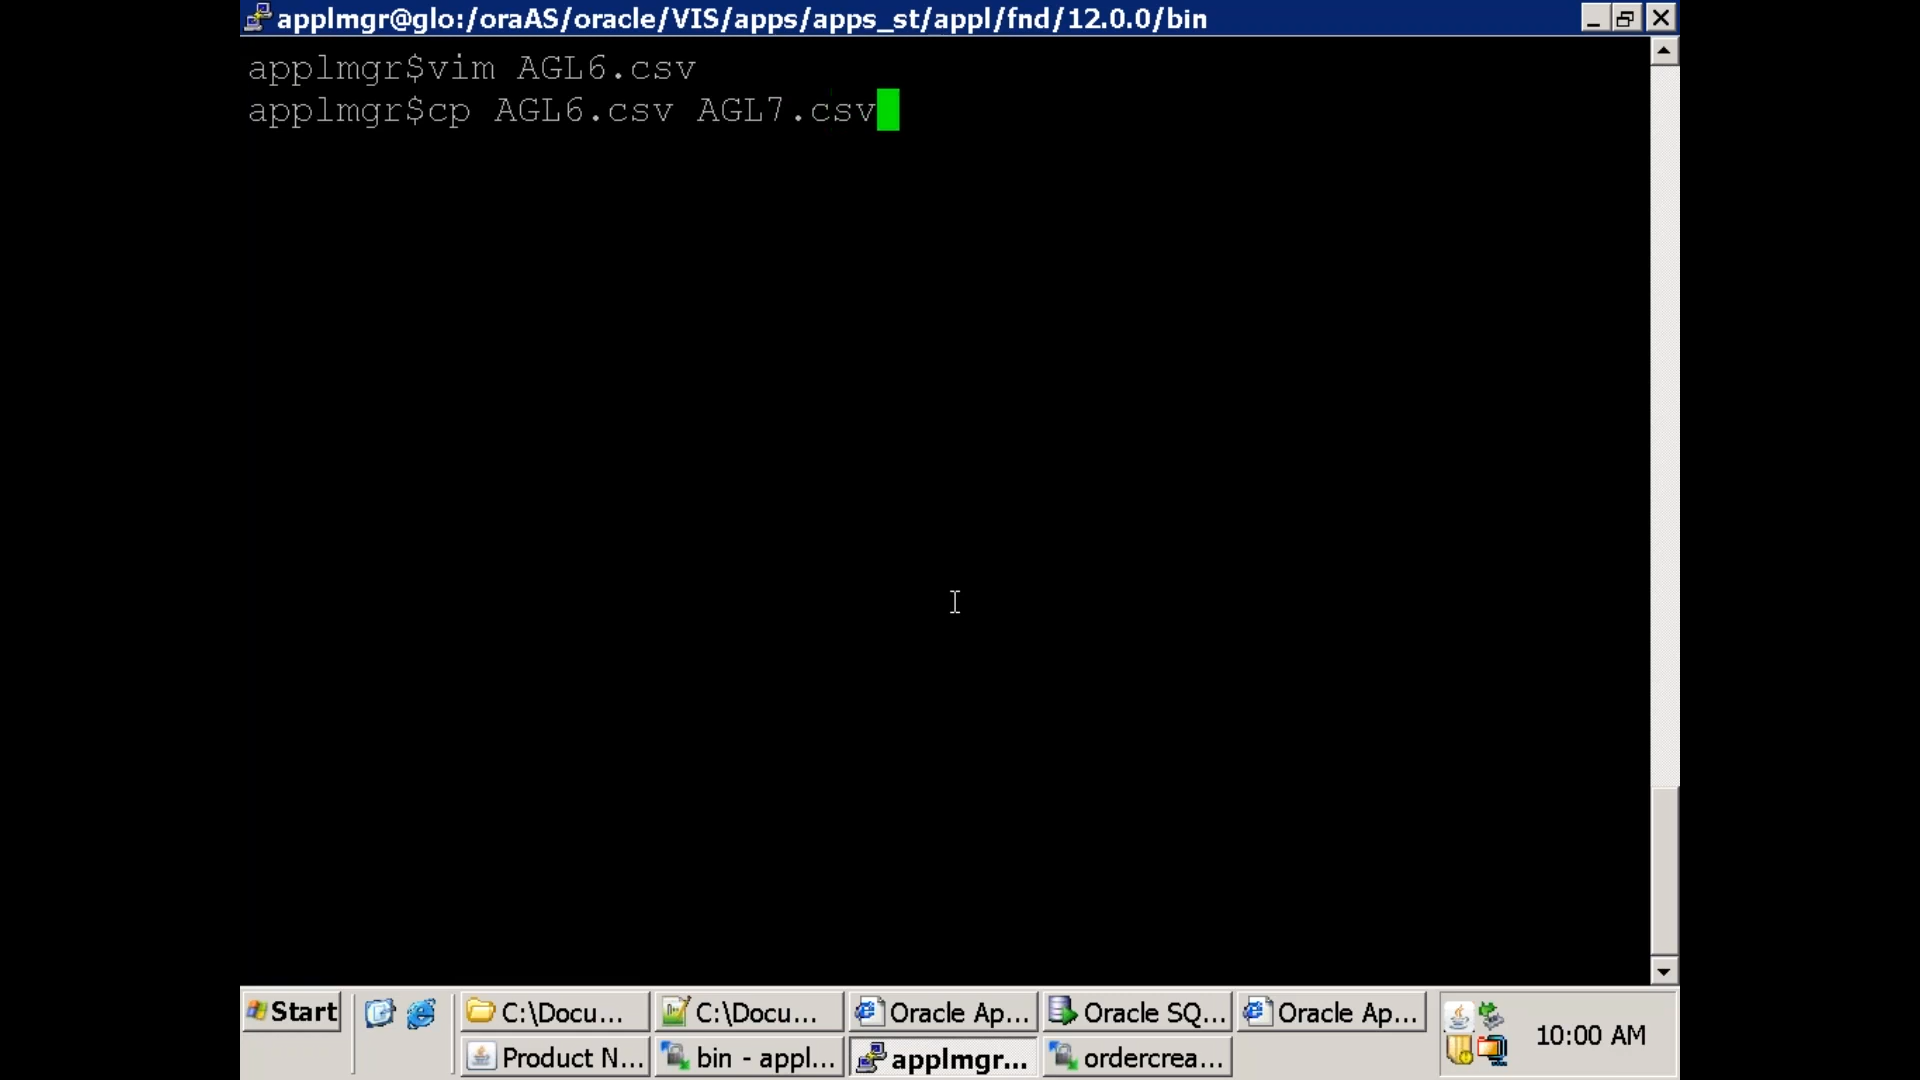 applmgr@glo:/oraAS/oracle/VIS/apps/apps_st/appl/fnd/12.0.0/bin
applmgr$vim AGL6.csv
applmgr$cp AGL6.csv AGL7.csv
Start
C:\Docu...
C:\Docu...
Oracle Ap...
Oracle SQ...
Oracle Ap...
10:00 AM
Product N...
bin - appl...
applmgr...
ordercrea...